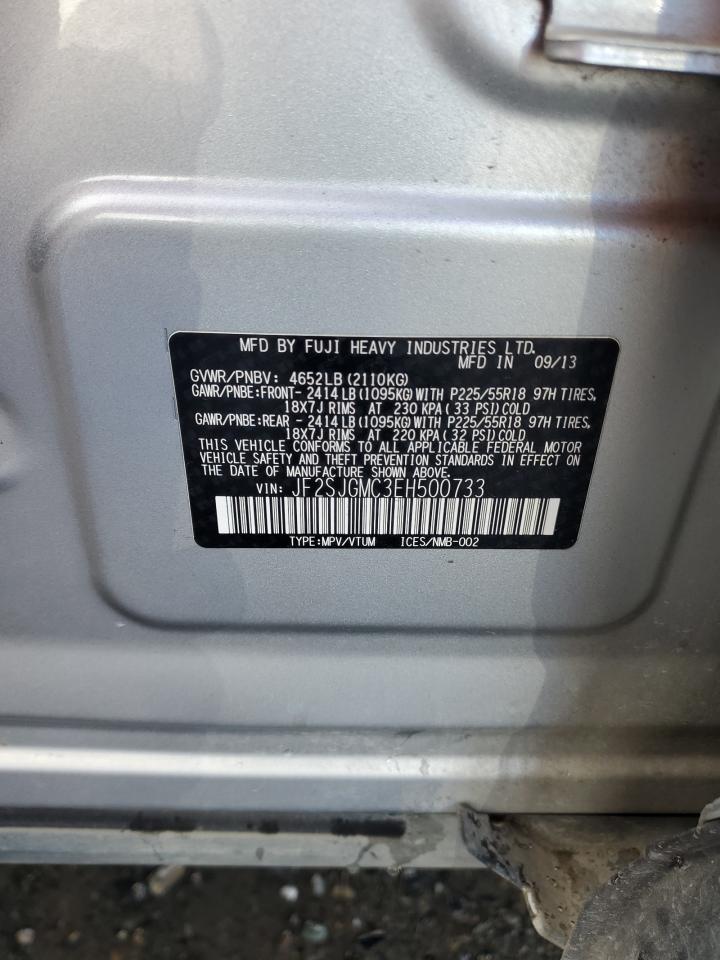 MFD BY FUJI HEAVY INDUSTRIES LTD.
MFD IN 09/13
GVWR/PNBV: 4652LB (2110KG)
GAWR/PNBE:FRONT- 2414 LB (1095KG) WITH P225/55R18 97H TIRES,
18X7J RIMS AT 230 KPA (33 PSI) COLD
GAWR/PNBE:REAR - 2414 LB (1095KG) WITH P225/55R18 97H TIRES,
18X7J RIMS AT 220 KPA (32 PSI) COLD
THIS VEHICLE CONFORMS TO ALL APPLICABLE FEDERAL MOTOR
VEHICLE SAFETY AND THEFT PREVENTION STANDARDS IN EFFECT ON
THE DATE OF MANUFACTURE SHOWN ABOVE.
VIN: JF2SJGMC3EH500733
TYPE:MPV/VTUM ICES/NMB-002